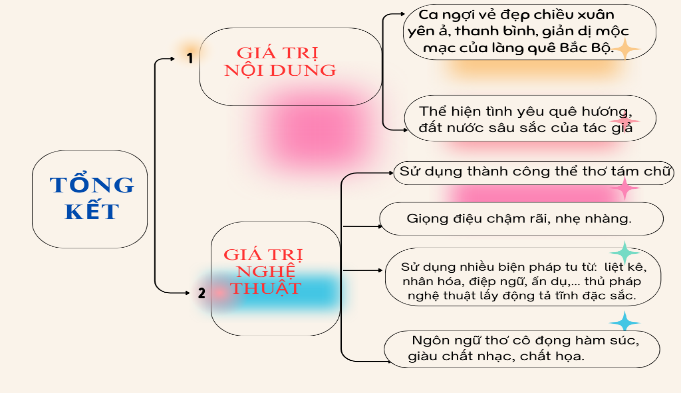 TỔNG
KẾT
1
GIÁ TRỊ
NỘI DUNG
Ca ngợi vẻ đẹp chiều xuân
yên ả, thanh bình, giản dị mộc
mạc của làng quê Bắc Bộ.
Thể hiện tình yêu quê hương,
đất nước sâu sắc của tác giả
2
GIÁ TRỊ
NGHỆ
THUẬT
Sử dụng thành công thể thơ tám chữ
Giọng điệu chậm rãi, nhẹ nhàng.
Sử dụng nhiều biện pháp tu từ: liệt kê,
nhân hóa, điệp ngữ, ẩn dụ,... thủ pháp
nghệ thuật lấy động tả tĩnh đặc sắc.
Ngôn ngữ thơ cô đọng hàm súc,
giàu chất nhạc, chất họa.